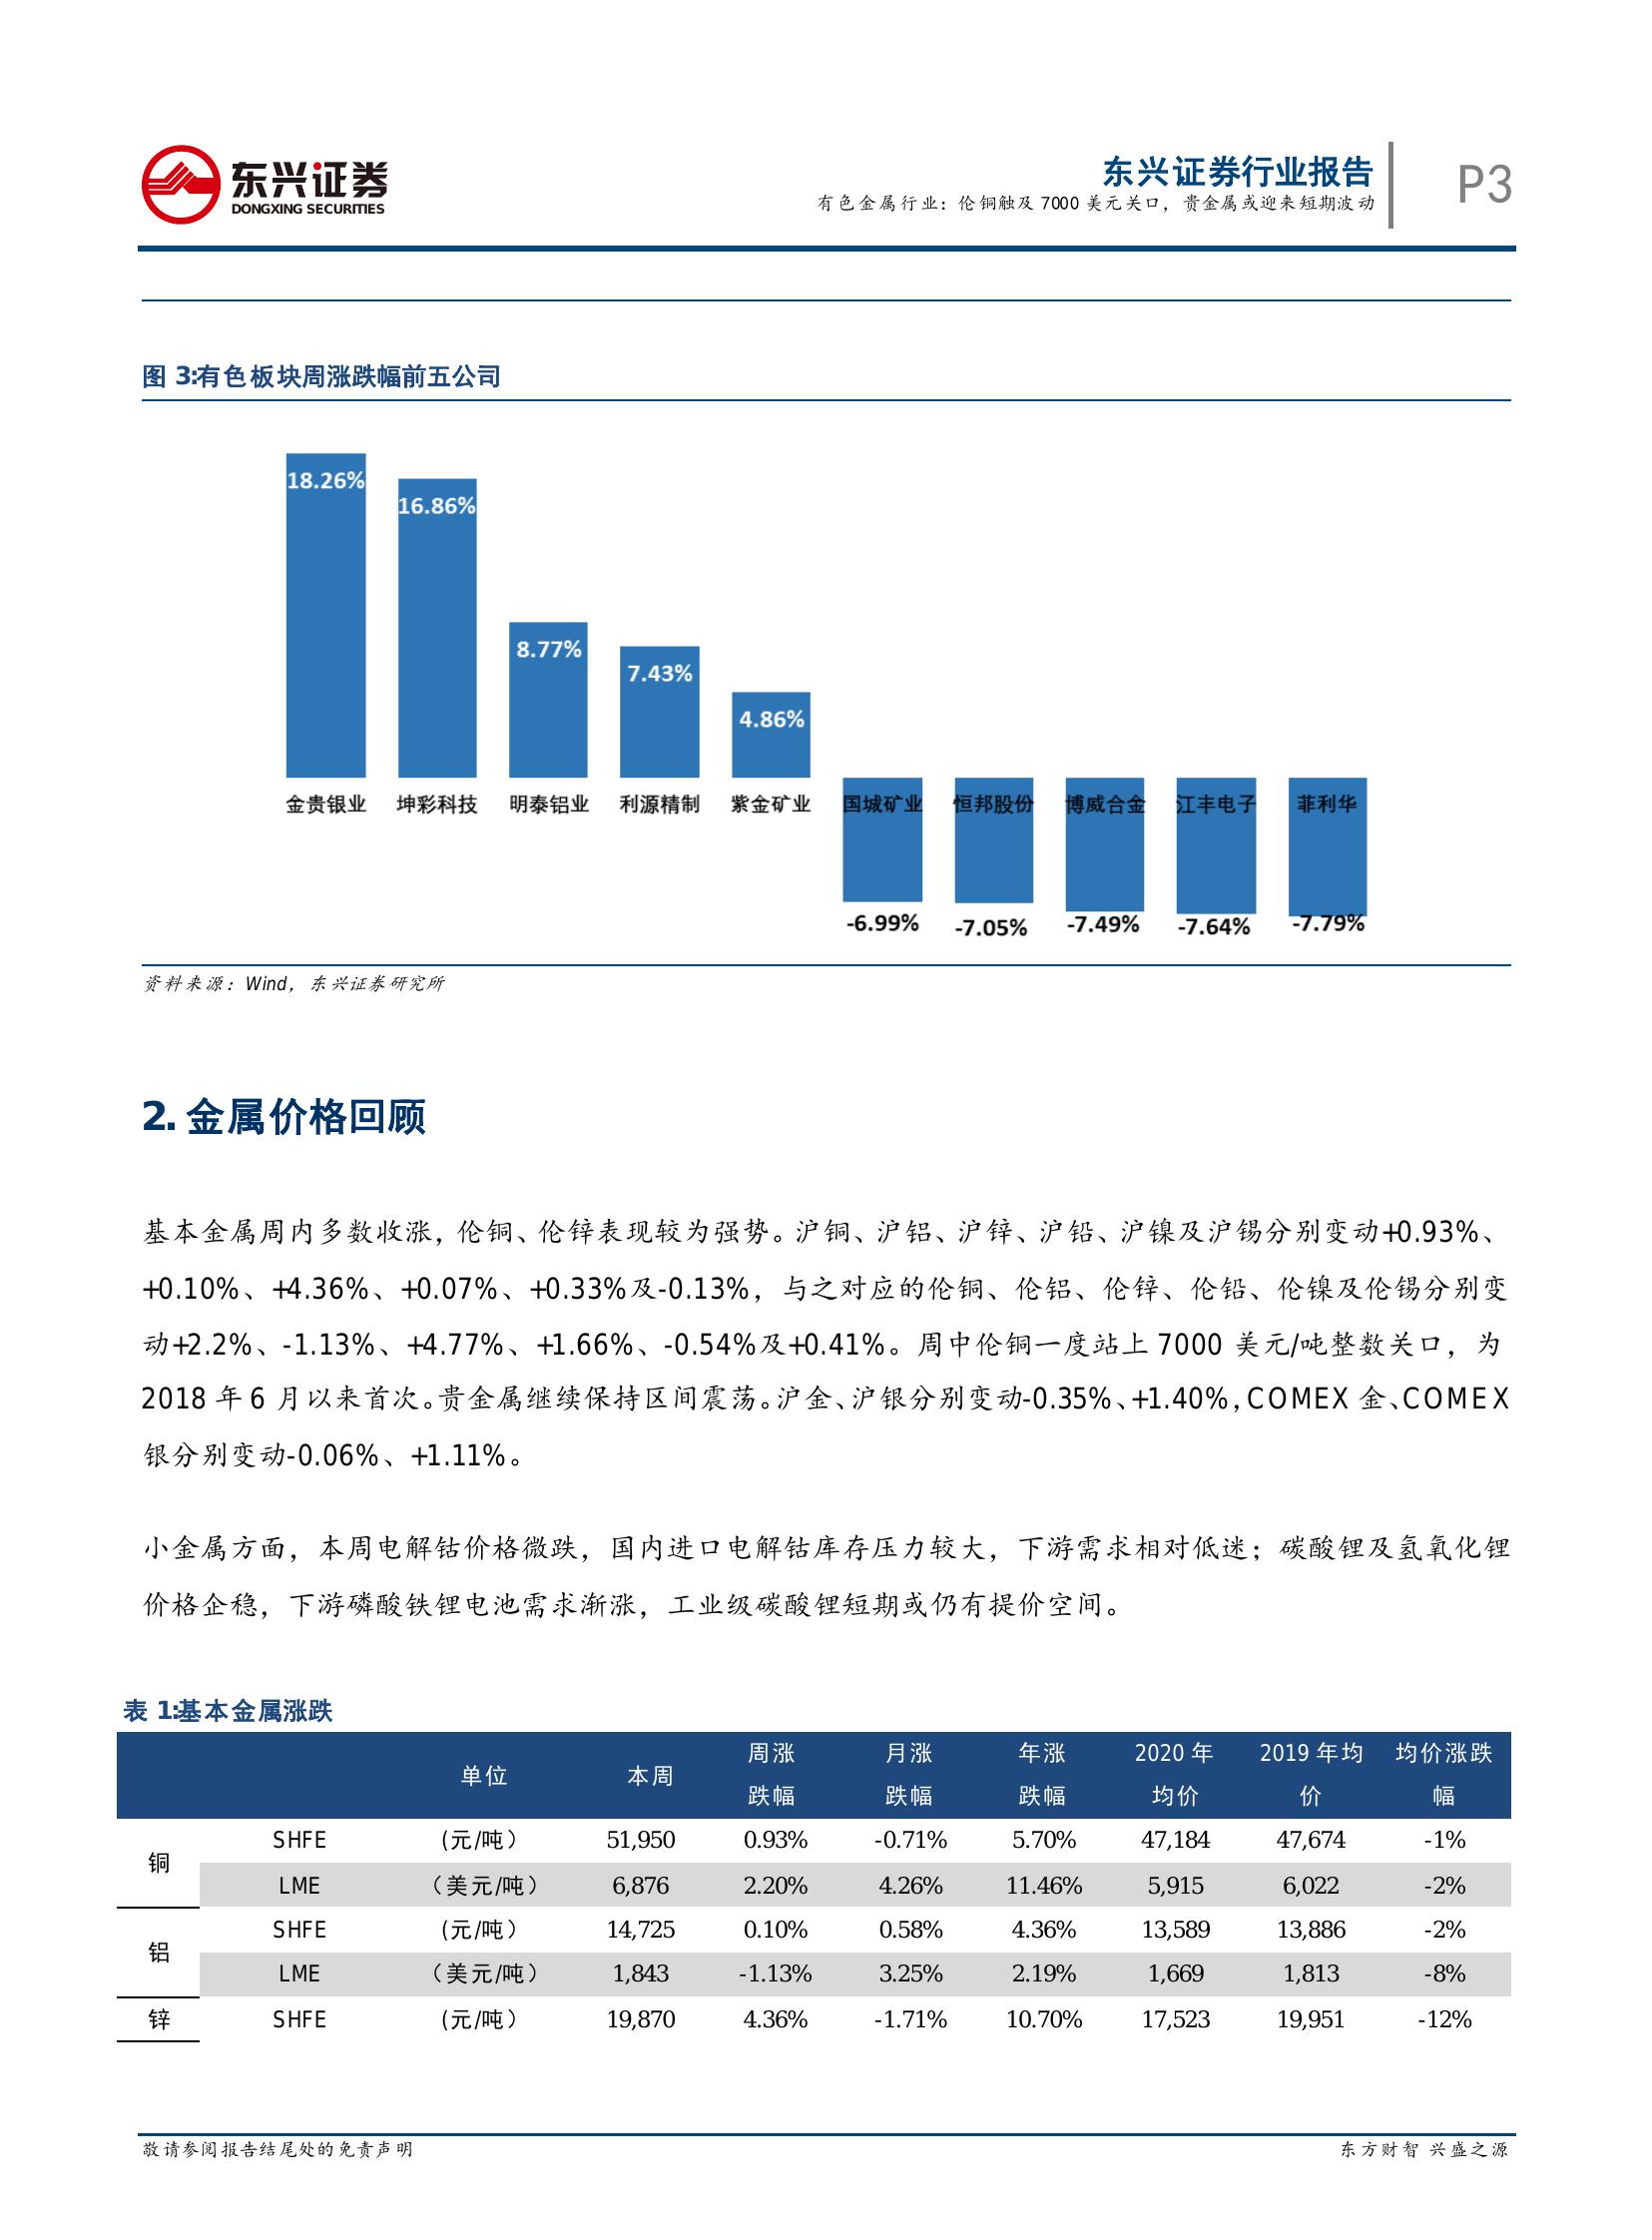 东兴证券
DONGXING SECURITIES
东兴证券行业报告
有色金属行业：伦铜触及 7000 美元关口，贵金属或迎来短期波动
P3
图 3:有色板块周涨跌幅前五公司
18.26%
16.86%
8.77%
7.43%
4.86%
金贵银业 坤彩科技 明泰铝业 利源精制 紫金矿业 国城矿业 恒邦股份 博威合金 江丰电子 菲利华
-6.99% -7.05% -7.49% -7.64% -7.79%
资料来源：Wind，东兴证券研究所
2. 金属价格回顾
基本金属周内多数收涨，伦铜、伦锌表现较为强势。沪铜、沪铝、沪锌、沪铅、沪镍及沪锡分别变动+0.93%、
+0.10%、+4.36%、+0.07%、+0.33%及-0.13%，与之对应的伦铜、伦铝、伦锌、伦铅、伦镍及伦锡分别变
动+2.2%、-1.13%、+4.77%、+1.66%、-0.54%及+0.41%。周中伦铜一度站上 7000 美元/吨整数关口，为
2018 年 6 月以来首次。贵金属继续保持区间震荡。沪金、沪银分别变动-0.35%、+1.40%，COMEX 金、COMEX
银分别变动-0.06%、+1.11%。
小金属方面，本周电解钴价格微跌，国内进口电解钴库存压力较大，下游需求相对低迷；碳酸锂及氢氧化锂
价格企稳，下游磷酸铁锂电池需求渐涨，工业级碳酸锂短期或仍有提价空间。
表 1:基本金属涨跌
单位 本周 周涨跌幅 月涨跌幅 年涨跌幅 2020 年均价 2019 年均价 均价涨跌幅
铜 SHFE （元/吨） 51,950 0.93% -0.71% 5.70% 47,184 47,674 -1%
LME （美元/吨） 6,876 2.20% 4.26% 11.46% 5,915 6,022 -2%
铝 SHFE （元/吨） 14,725 0.10% 0.58% 4.36% 13,589 13,886 -2%
LME （美元/吨） 1,843 -1.13% 3.25% 2.19% 1,669 1,813 -8%
锌 SHFE （元/吨） 19,870 4.36% -1.71% 10.70% 17,523 19,951 -12%
敬请参阅报告结尾处的免责声明
东方财智 兴盛之源